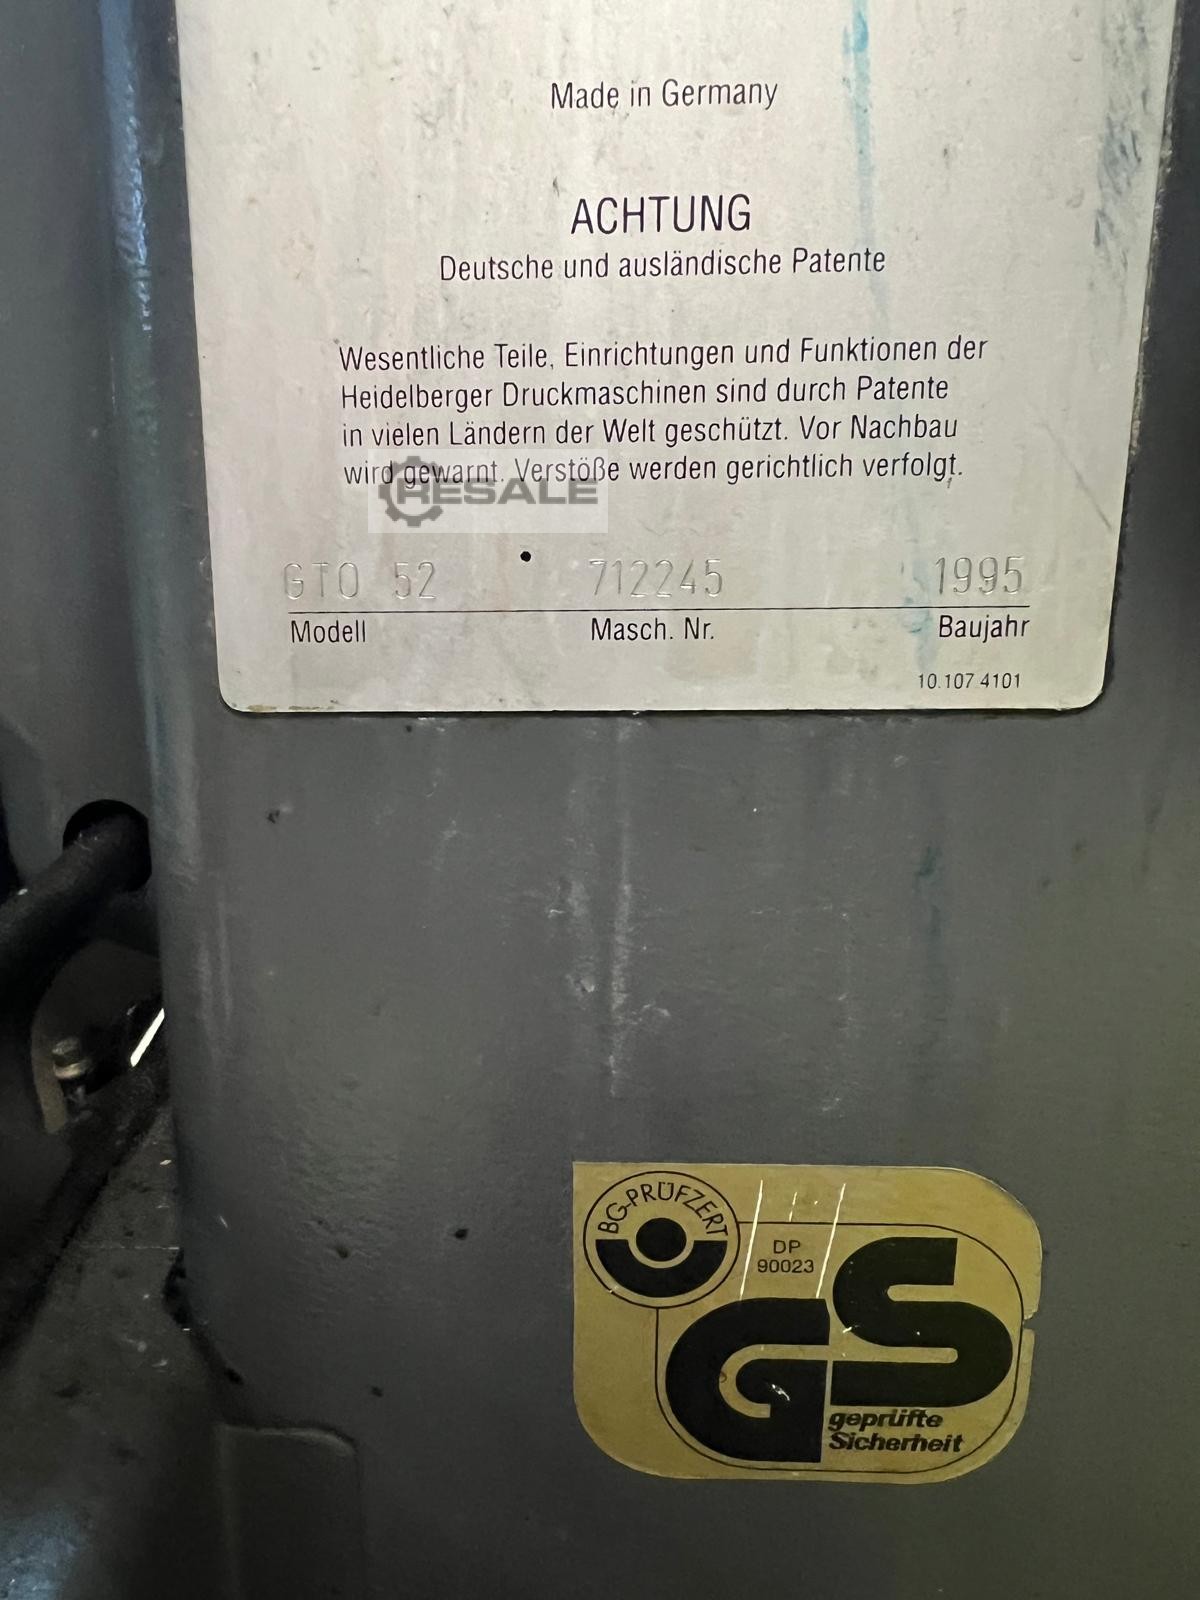 Made in Germany
ACHTUNG
Deutsche und ausländische Patente
Wesentliche Teile, Einrichtungen und Funktionen der
Heidelberger Druckmaschinen sind durch Patente
in vielen Ländern der Welt geschützt. Vor Nachbau
wird gewarnt. Verstöße werden gerichtlich verfolgt.
RESALE
GTO 52 712245 1995
Modell Masch. Nr. Baujahr
10.107 4101
BG-PRÜFZERT
DP
90023
GS
geprüfte
Sicherheit